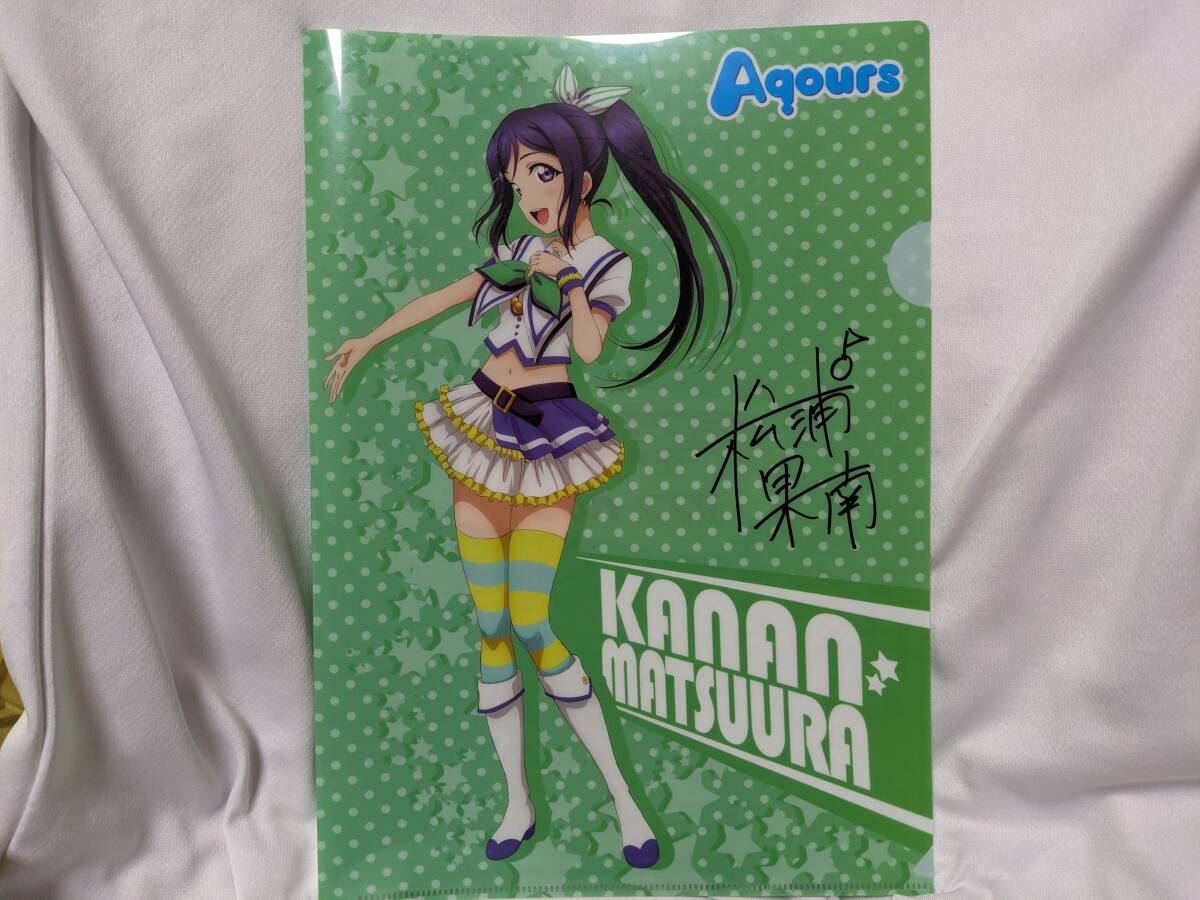 Aqours
松浦
果南
KANAN
MATSUURA